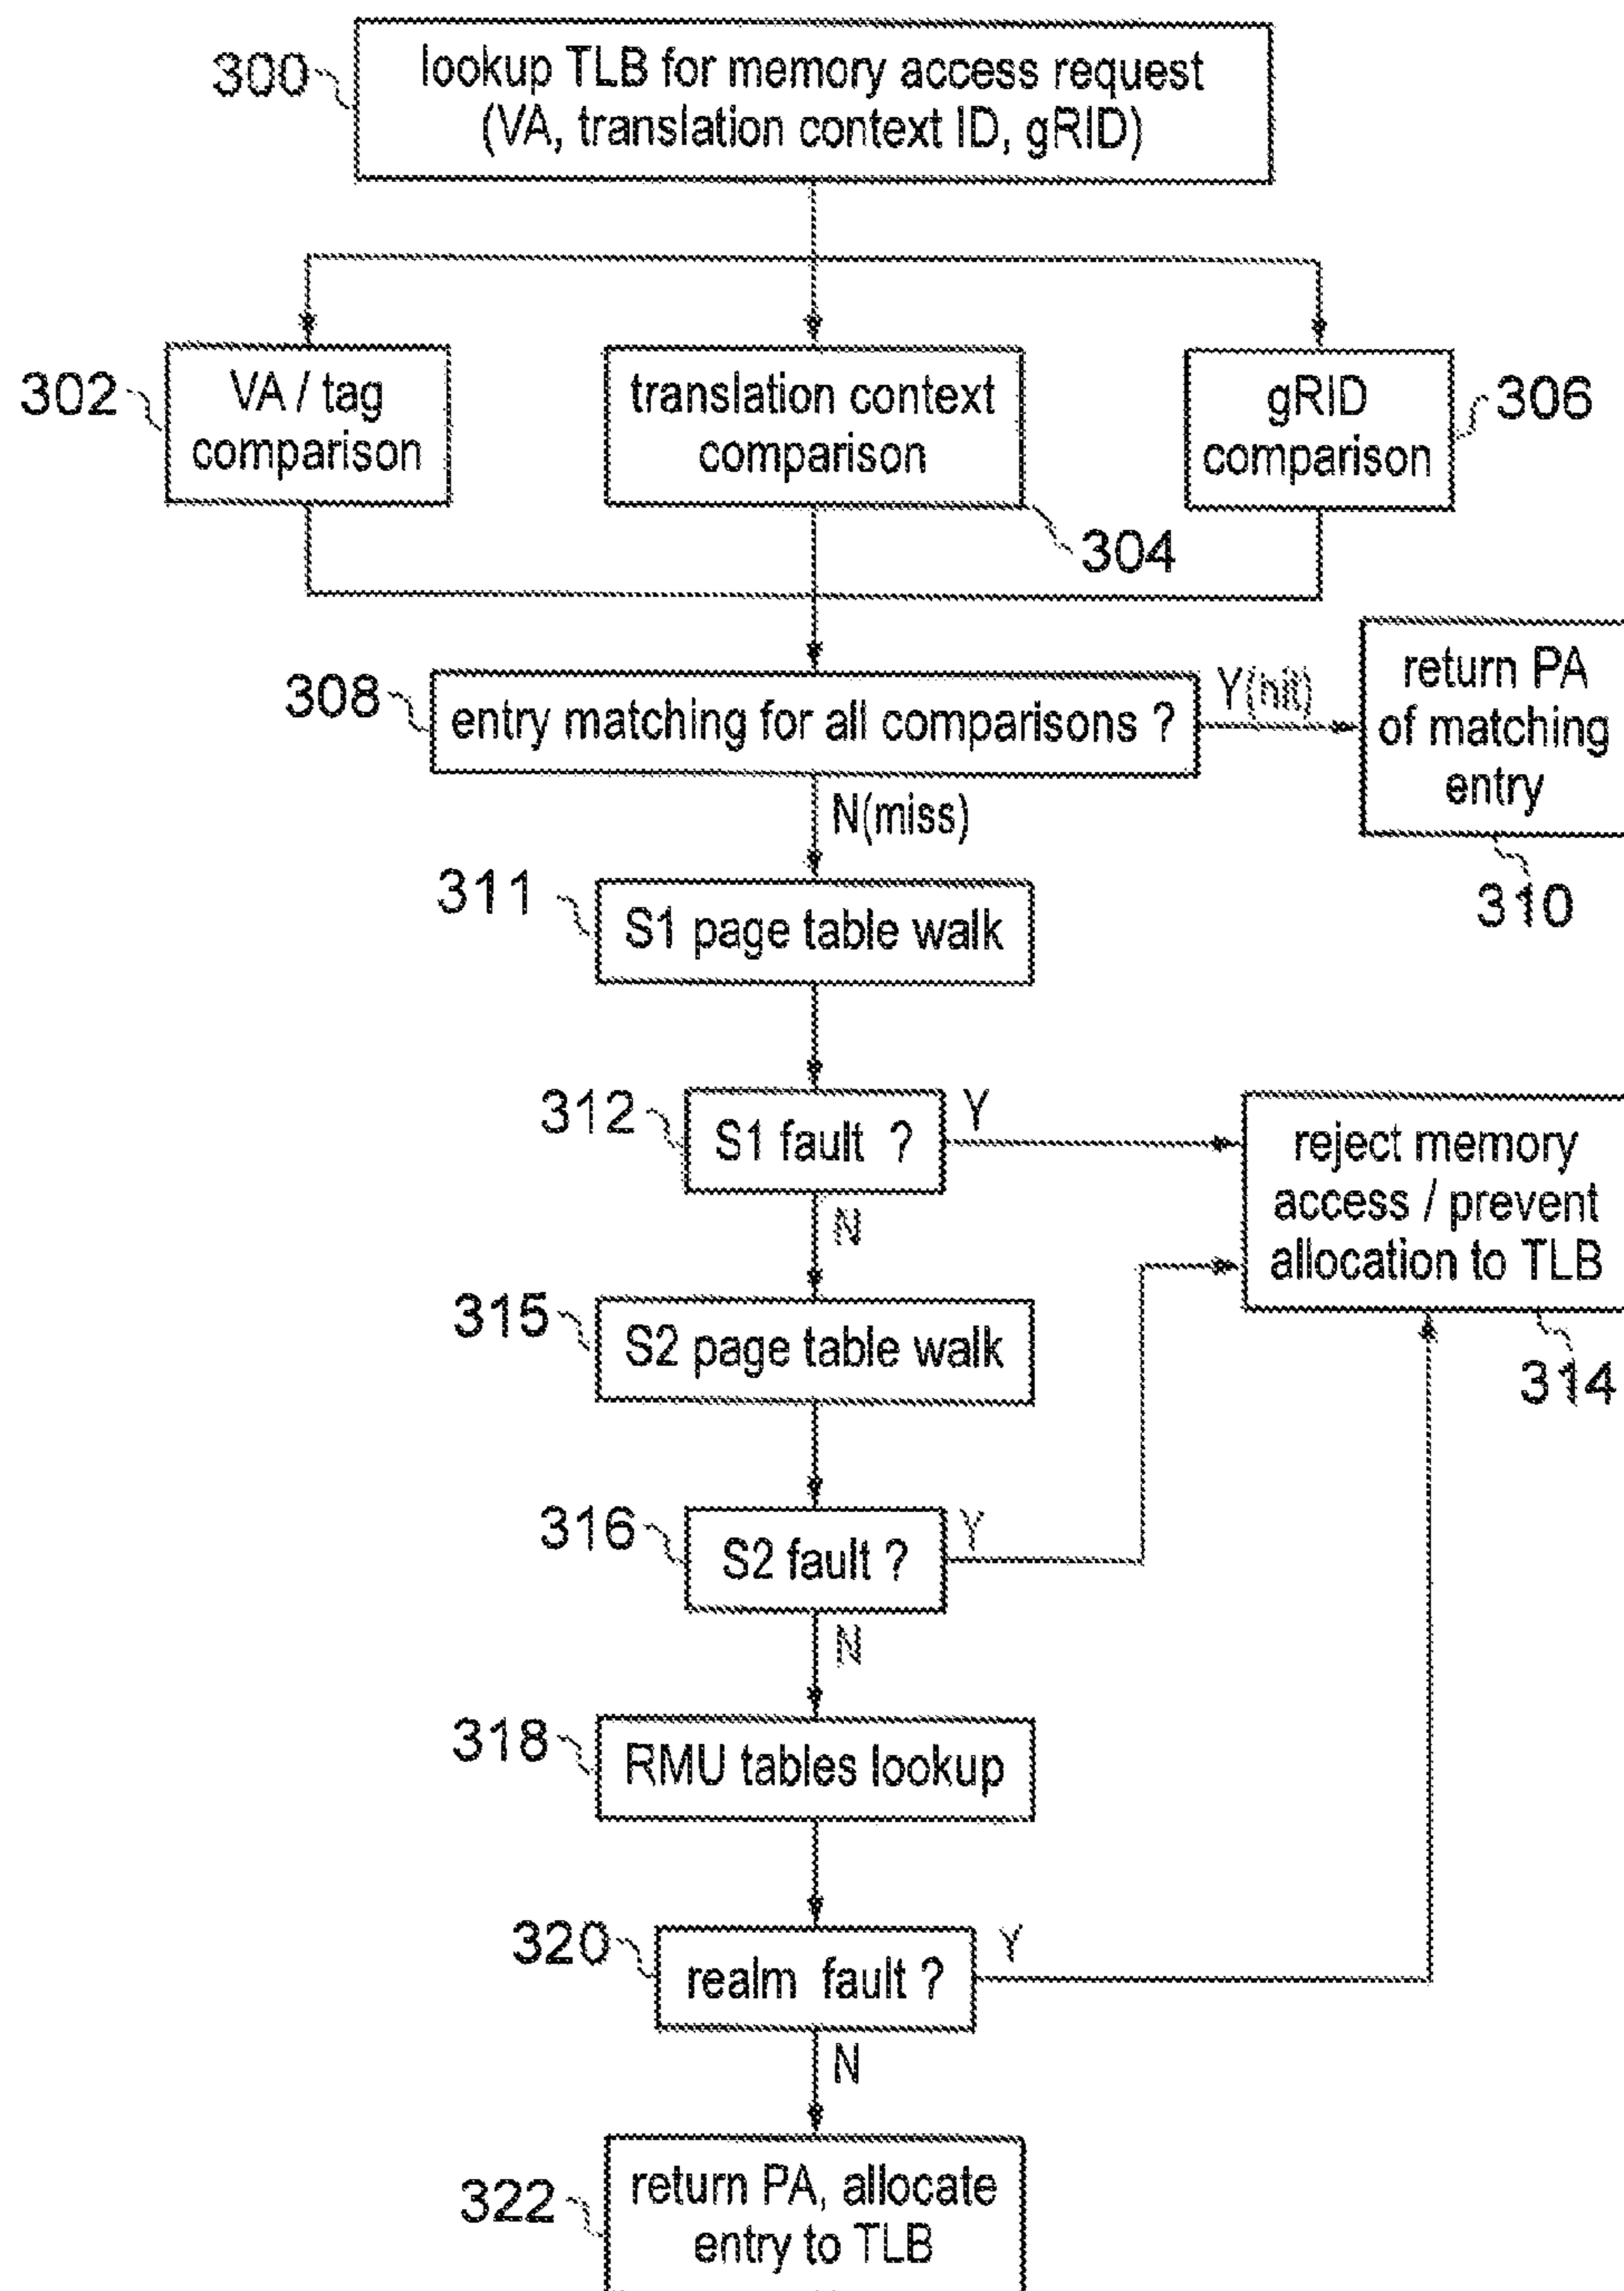 300
lookup TLB for memory access request
(VA, translation context ID, gRID)
302
VA / tag
comparison
translation context
comparison
304
gRID
comparison
306
308
entry matching for all comparisons ?
Y(hit)
return PA
of matching
entry
310
N(miss)
311
S1 page table walk
312
S1 fault ?
Y
N
reject memory
access / prevent
allocation to TLB
314
315
S2 page table walk
316
S2 fault ?
Y
N
318
RMU tables lookup
320
realm fault ?
Y
N
322
return PA, allocate
entry to TLB